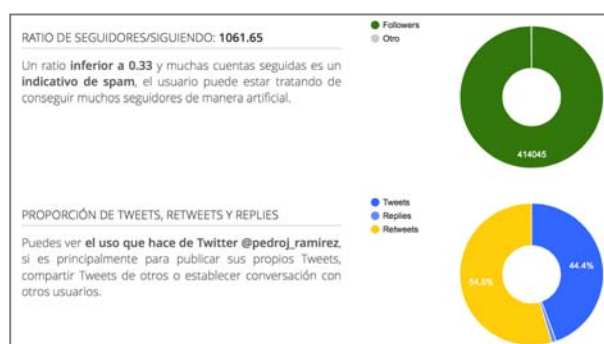 RATIO DE SEGUIDORES/SIGUIENDO: 1061.65
Un ratio inferior a 0.33 y muchas cuentas seguidas es un
indicativo de spam, el usuario puede estar tratando de
conseguir muchos seguidores de manera artificial.
Followers
Otro
414045
PROPORCIÓN DE TWEETS, RETWEETS Y REPLIES
Puedes ver el uso que hace de Twitter @pedroj_ramirez,
si es principalmente para publicar sus propios Tweets,
compartir Tweets de otros o establecer conversación con
otros usuarios.
Tweets
Replies
Retweets
44.4%